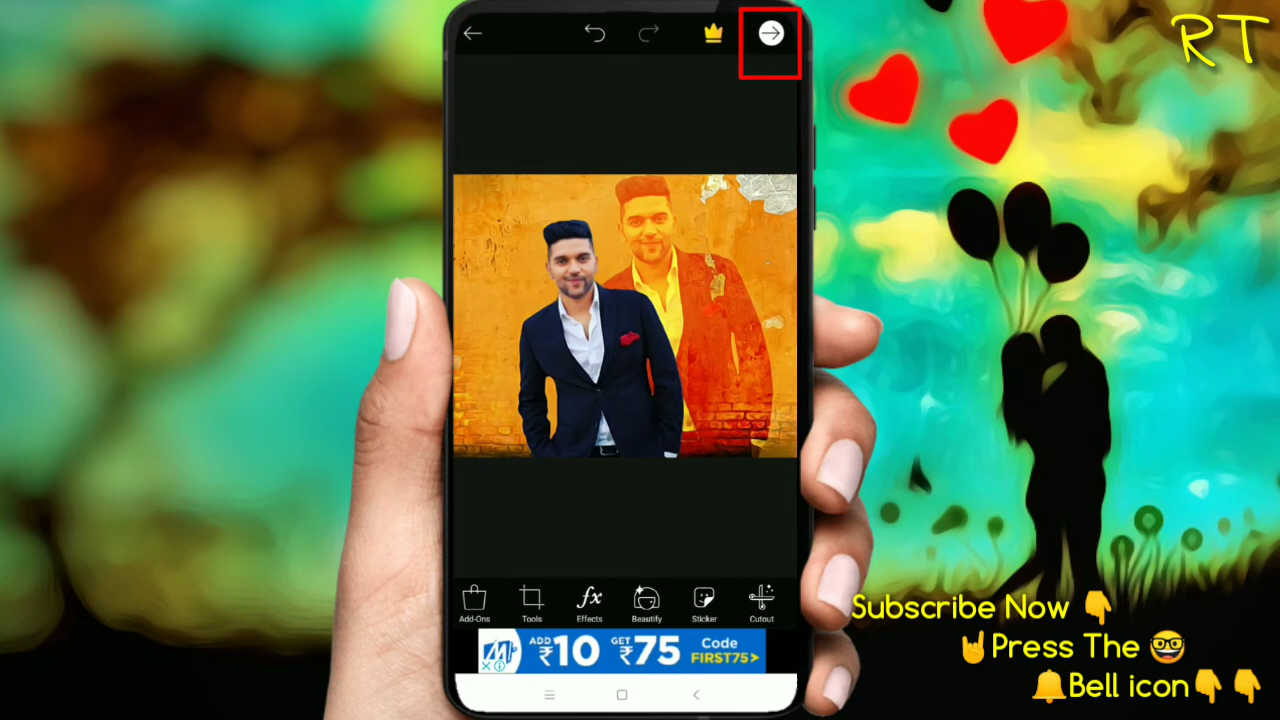 RT
Add-Ons
Tools
Effects
Beautify
Sticker
Cutout
ADD ₹10 GET ₹75 Code FIRST75>
Subscribe Now 👇
🤘Press The 🤓
🔔Bell icon👇👇